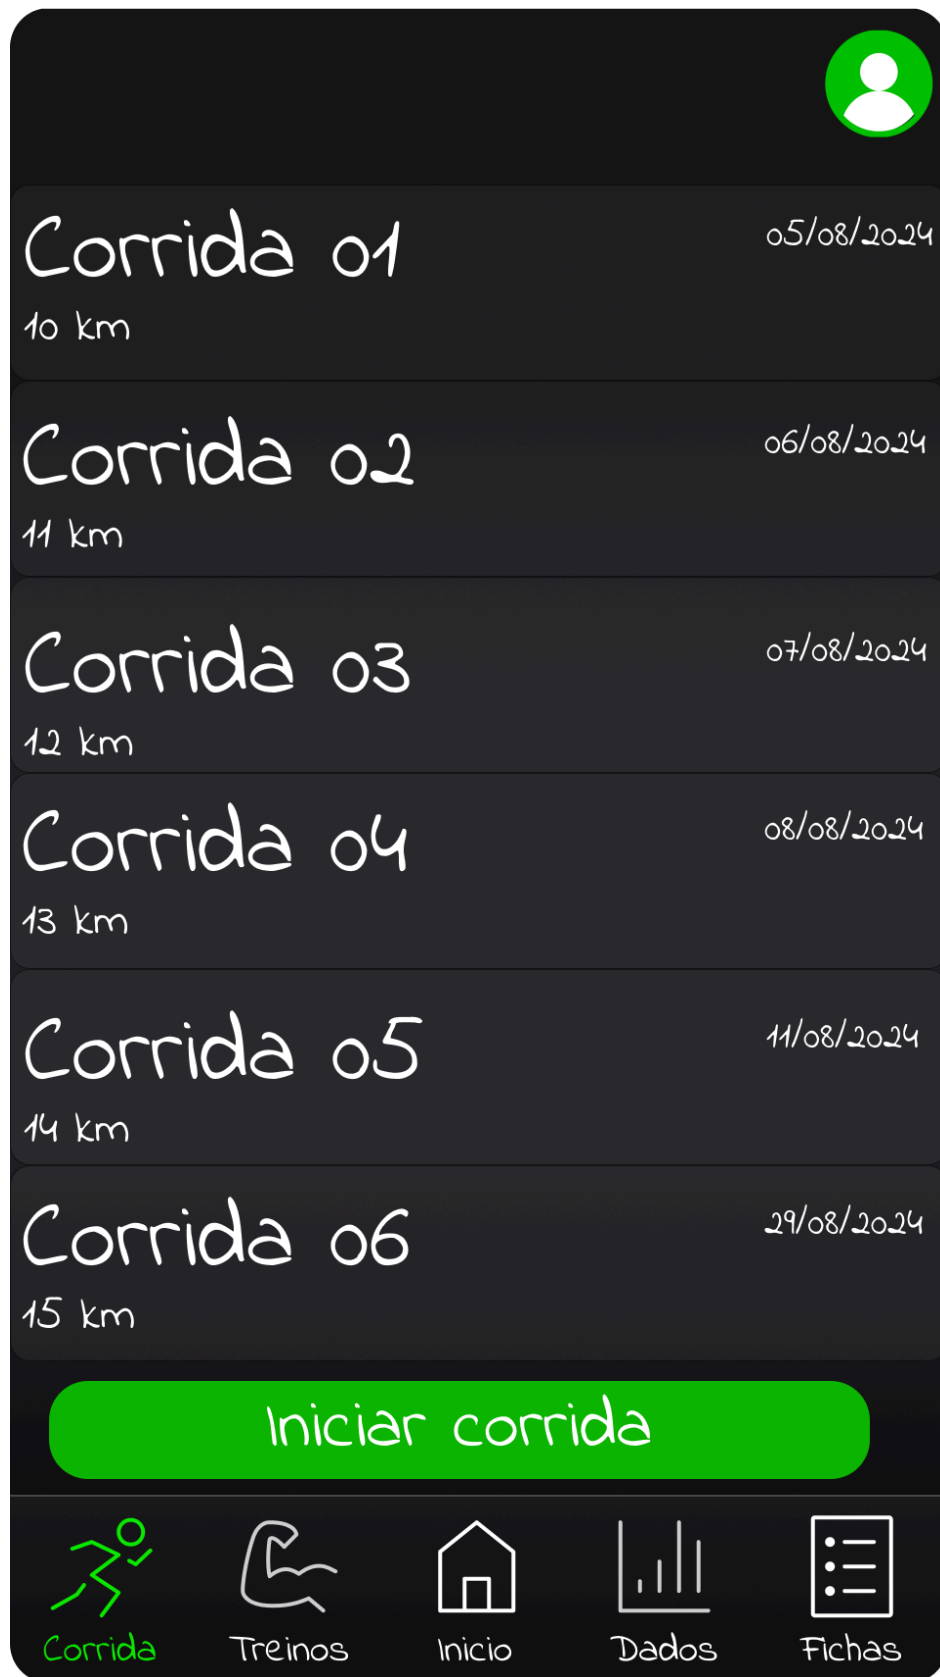 Corrida 01
05/08/2024
10 km
Corrida 02
06/08/2024
11 km
Corrida 03
07/08/2024
12 km
Corrida 04
08/08/2024
13 km
Corrida 05
11/08/2024
14 km
Corrida 06
29/08/2024
15 km
Iniciar corrida
Corrida
Treinos
Inicio
Dados
Fichas